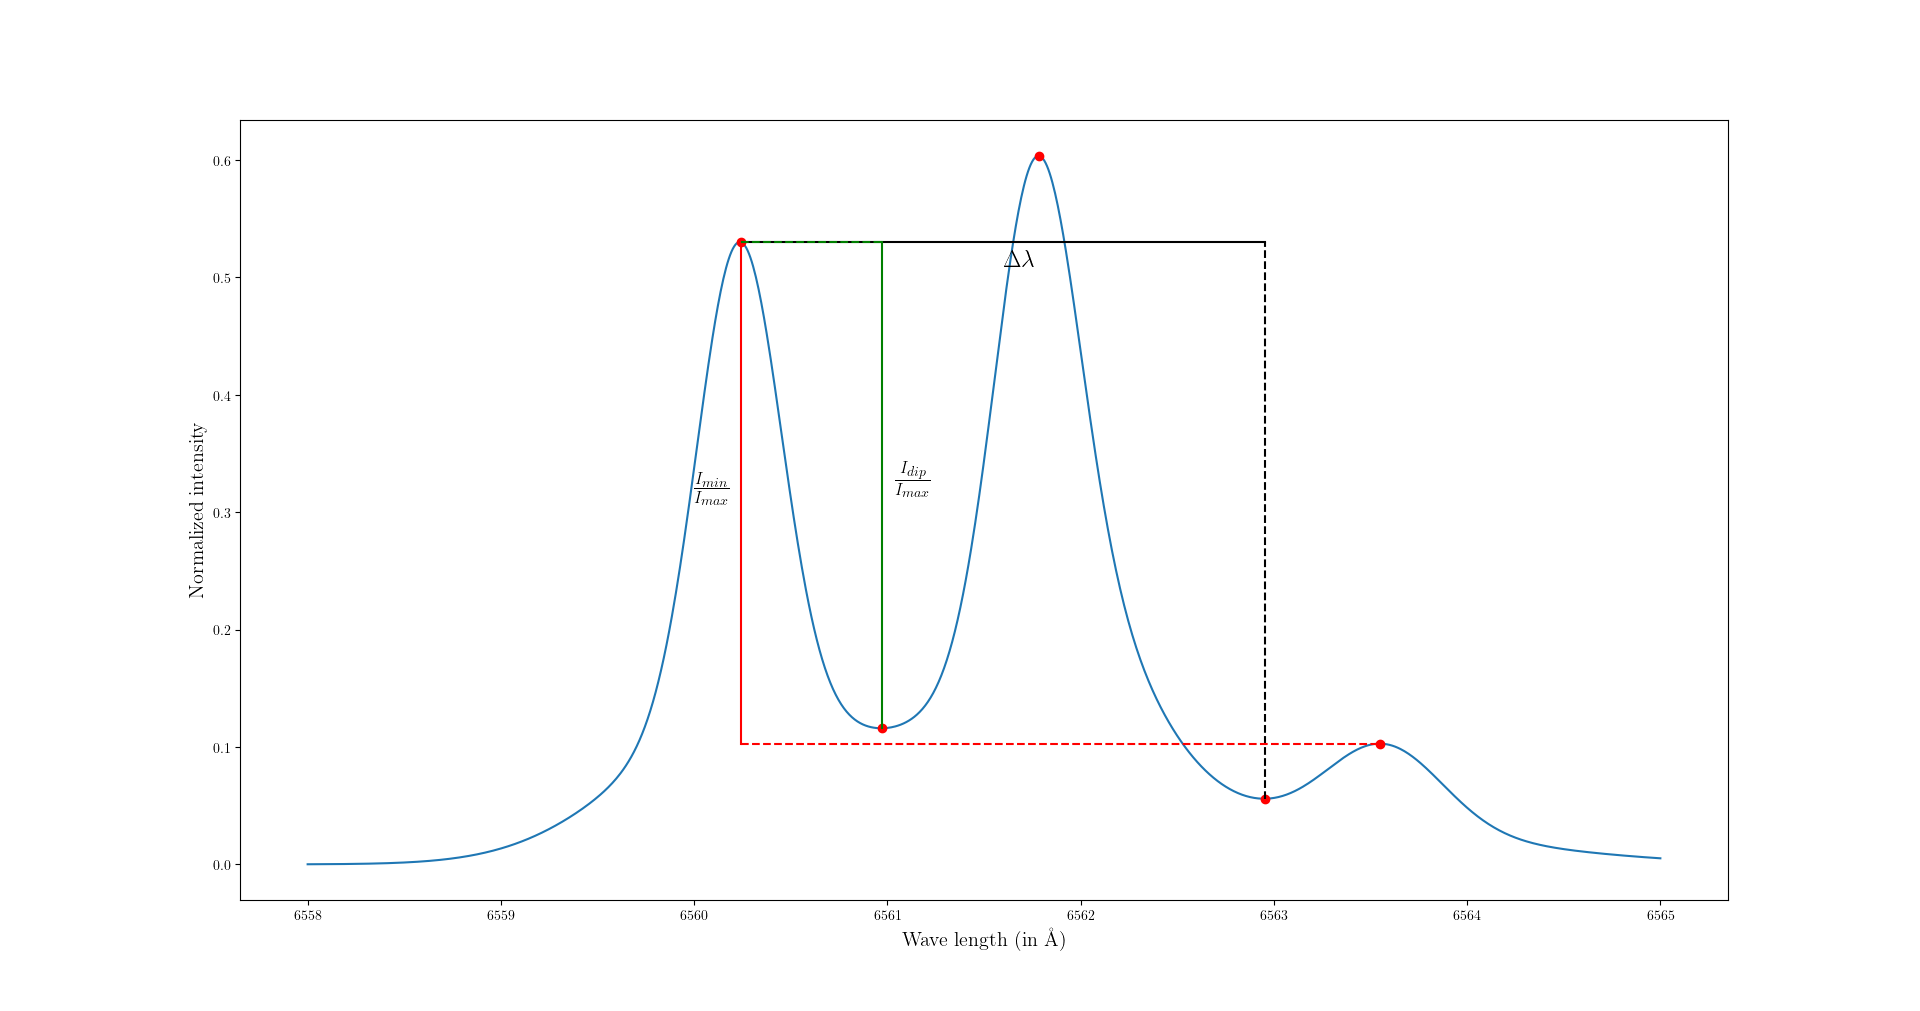 0.6
0.5
0.4
0.3
0.2
0.1
0.0
Normalized intensity
Δλ
I_min
I_max
I_dip
I_max
6558 6559 6560 6561 6562 6563 6564 6565
Wave length (in Å)